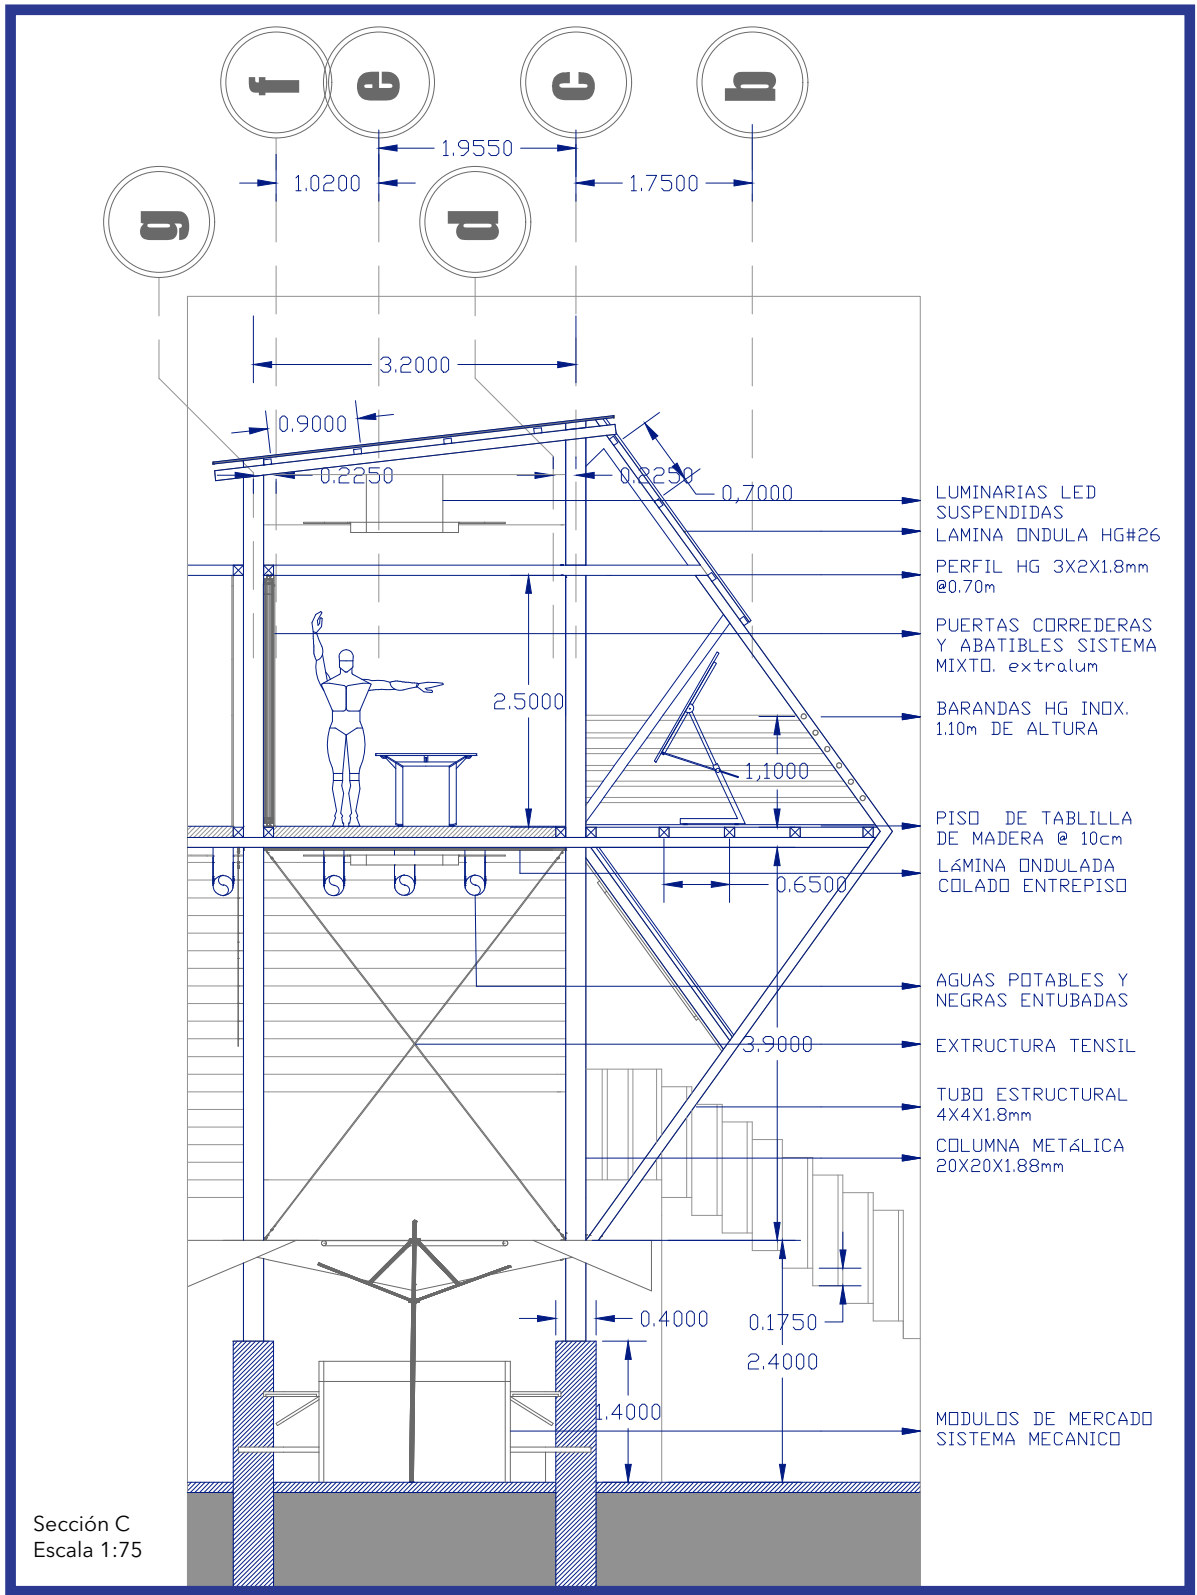 f
e
c
b
1.9550
1.0200
1.7500
g
d
3.2000
0.9000
0.2250
0.2250
0,7000
LUMINARIAS LED
SUSPENDIDAS
LAMINA ONDULA HG#26
PERFIL HG 3X2X1.8mm
@0.70m
PUERTAS CORREDERAS
Y ABATIBLES SISTEMA
MIXTO. extralum
2.5000
BARANDAS HG INOX.
1.10m DE ALTURA
1,1000
PISO DE TABLILLA
DE MADERA @ 10cm
LáMINA ONDULADA
COLADO ENTREPISO
0.6500
AGUAS POTABLES Y
NEGRAS ENTUBADAS
3.9000
EXTRUCTURA TENSIL
TUBO ESTRUCTURAL
4X4X1.8mm
COLUMNA METáLICA
20X20X1.88mm
0.4000
0.1750
2.4000
1.4000
MODULOS DE MERCADO
SISTEMA MECANICO
Sección C
Escala 1:75